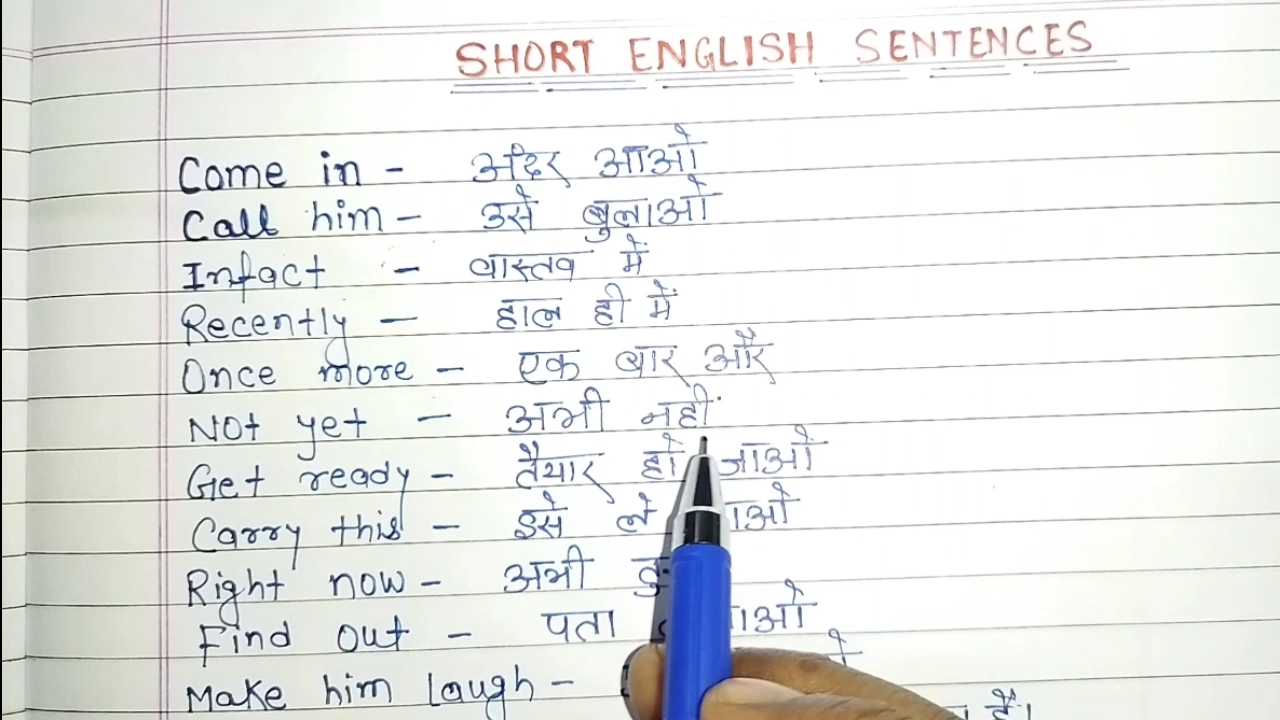 SHORT ENGLISH SENTENCES
Come in - अंदर आओ
Call him - उसे बुलाओ
Infact - वास्तव में
Recently - हाल ही में
Once more - एक बार और
Not yet - अभी नहीं
Get ready - तैयार हो जाओ
Carry this - इसे ले
Right now - अभी
Find out - पता
Make him laugh -